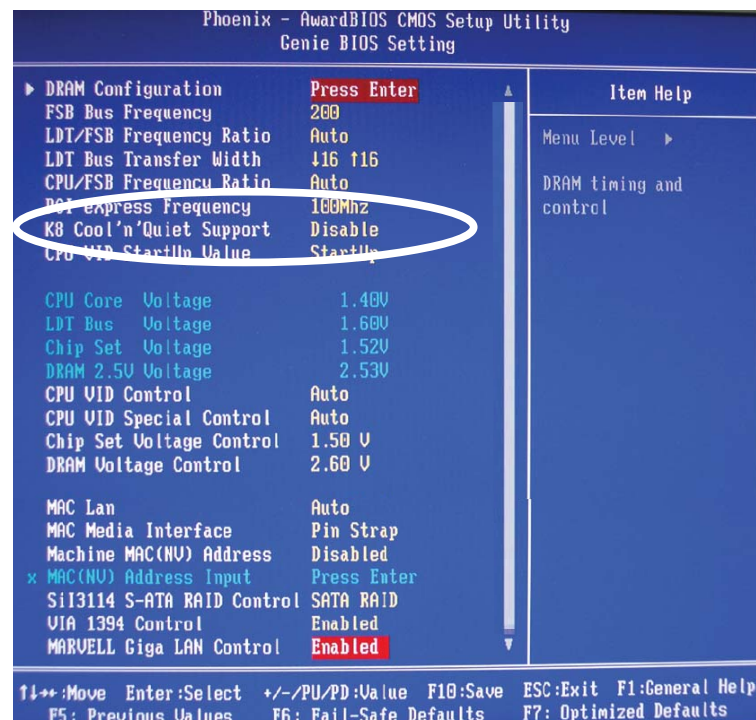 Phoenix - AwardBIOS CMOS Setup Utility
Genie BIOS Setting
▶ DRAM Configuration Press Enter
FSB Bus Frequency 200
LDT/FSB Frequency Ratio Auto
LDT Bus Transfer Width ↓16 ↑16
CPU/FSB Frequency Ratio Auto
PCI eXpress Frequency 100Mhz
K8 Cool'n'Quiet Support Disable
CPU VID StartUp Value StartUp
CPU Core Voltage 1.40V
LDT Bus Voltage 1.60V
Chip Set Voltage 1.52V
DRAM 2.5V Voltage 2.53V
CPU VID Control Auto
CPU VID Special Control Auto
Chip Set Voltage Control 1.50 V
DRAM Voltage Control 2.60 V
MAC Lan Auto
MAC Media Interface Pin Strap
Machine MAC(NV) Address Disabled
x MAC(NV) Address Input Press Enter
SiI3114 S-ATA RAID Control SATA RAID
VIA 1394 Control Enabled
MARVELL Giga LAN Control Enabled
Item Help
Menu Level ▶
DRAM timing and
control
↑↓→←:Move Enter:Select +/-/PU/PD:Value F10:Save ESC:Exit F1:General Help
F5: Previous Values F6: Fail-Safe Defaults F7: Optimized Defaults